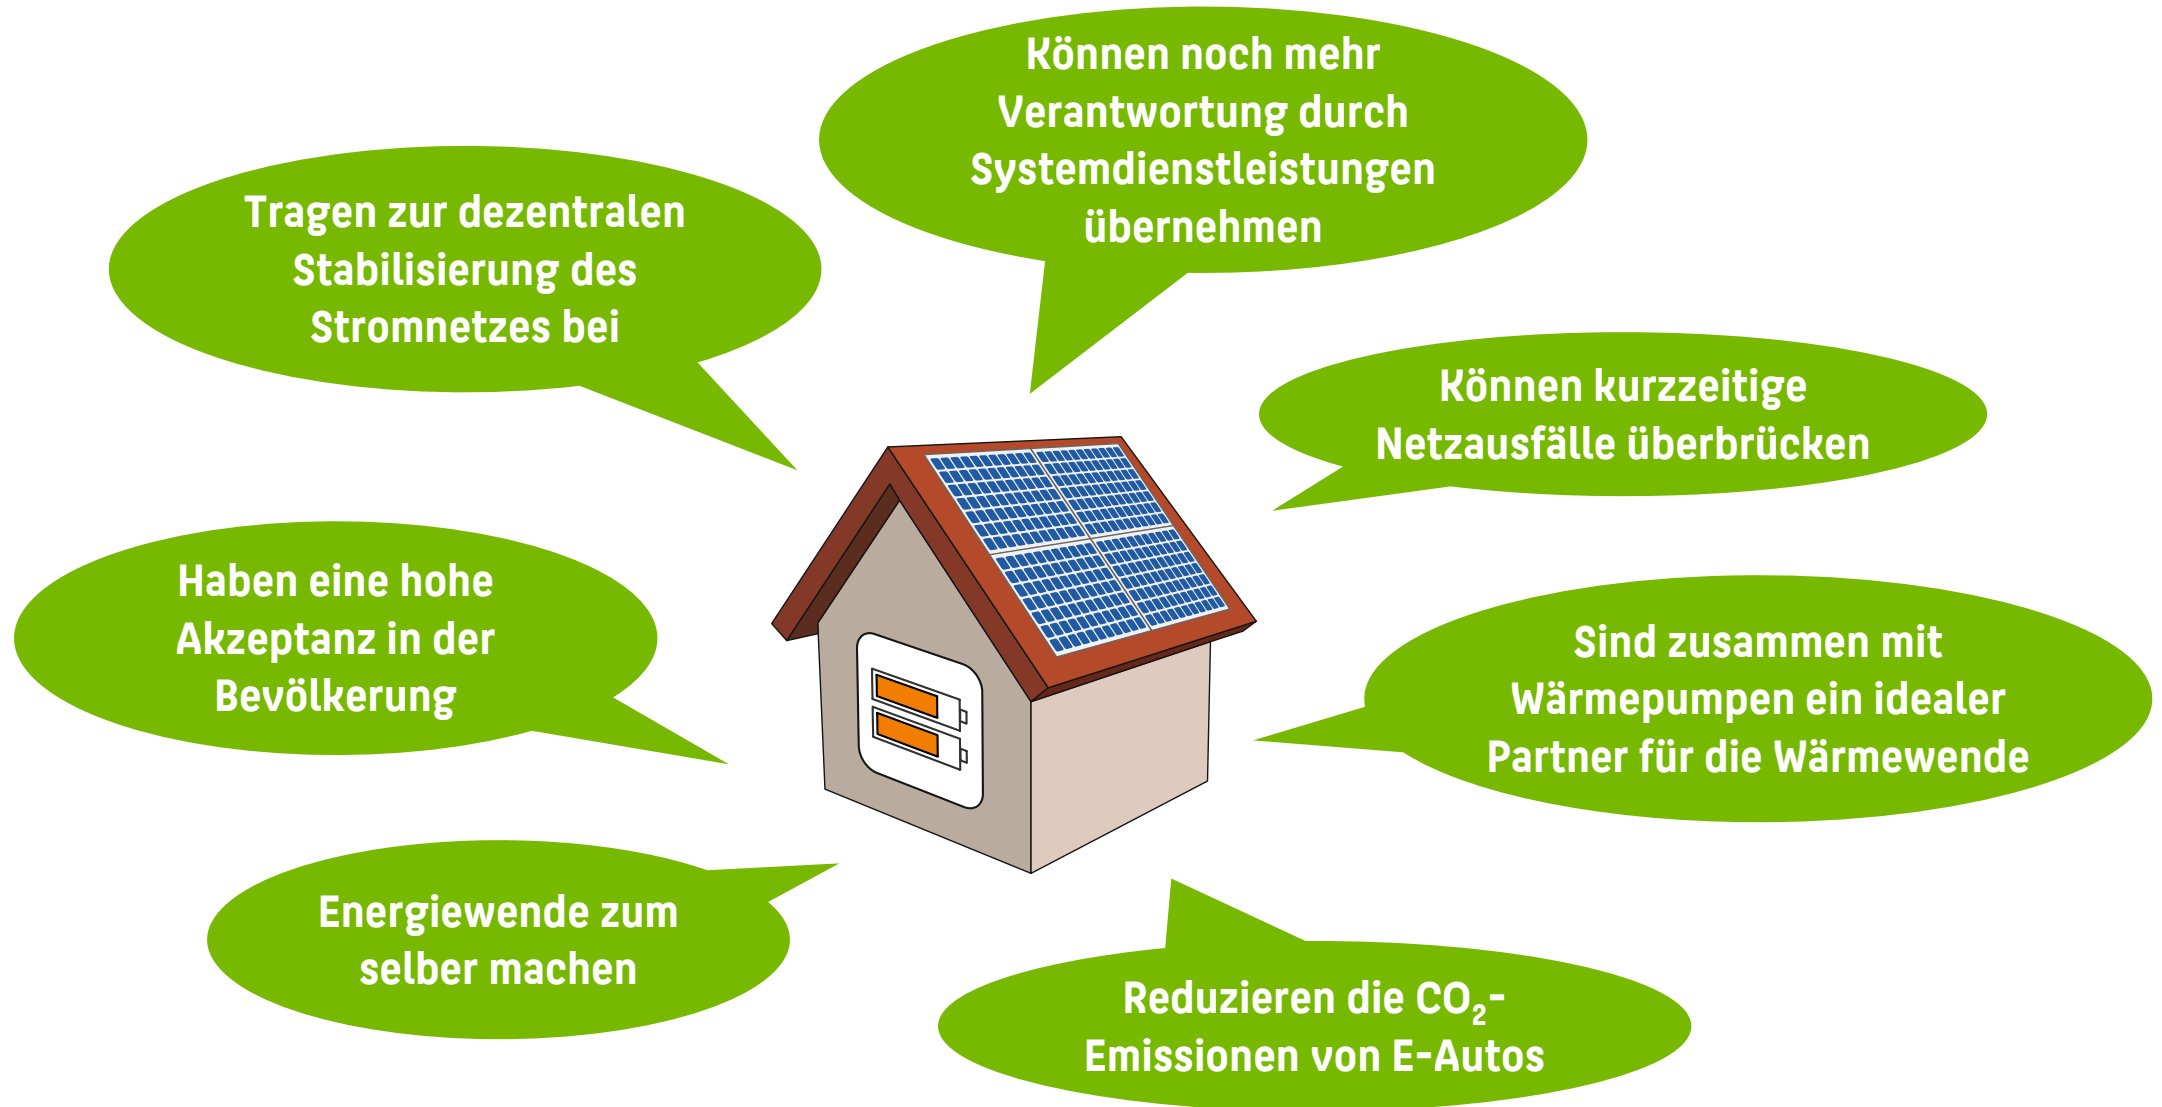 Können noch mehr
Verantwortung durch
Systemdienstleistungen
übernehmen
Tragen zur dezentralen
Stabilisierung des
Stromnetzes bei
Können kurzzeitige
Netzausfälle überbrücken
Haben eine hohe
Akzeptanz in der
Bevölkerung
Sind zusammen mit
Wärmepumpen ein idealer
Partner für die Wärmewende
Energiewende zum
selber machen
Reduzieren die CO₂-
Emissionen von E-Autos